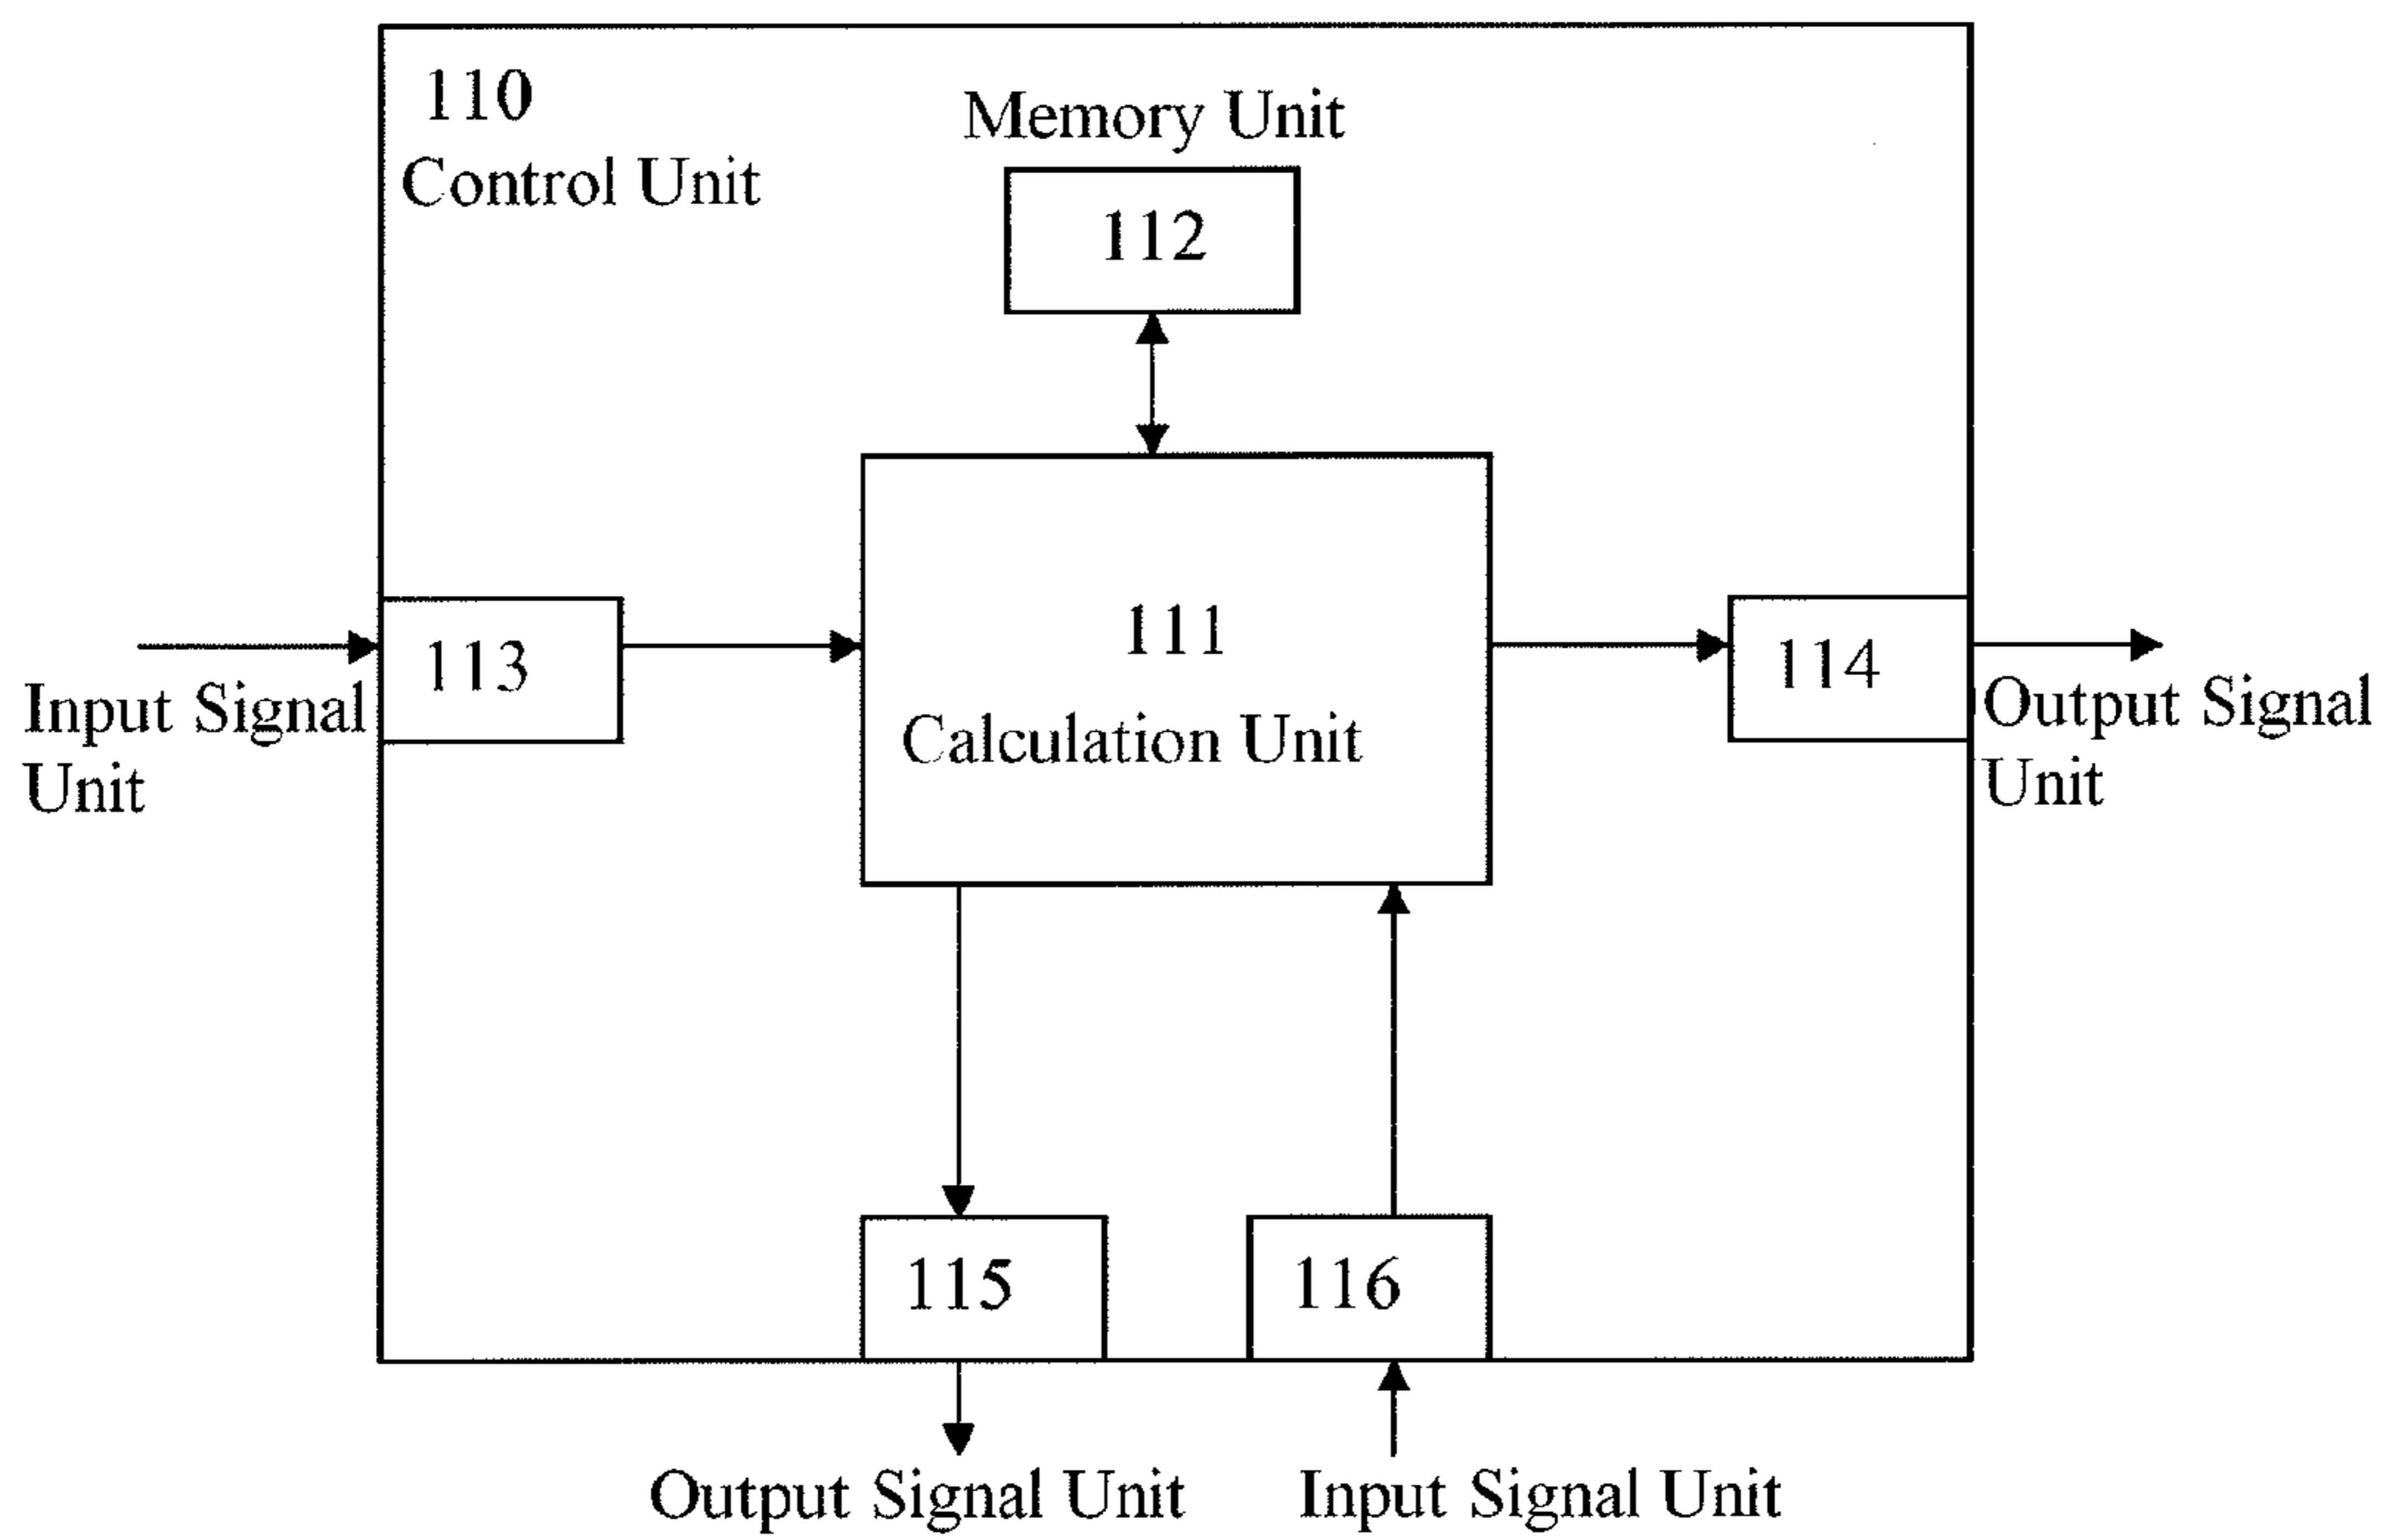 110
Control Unit
Memory Unit
112
113
Input Signal
Unit
111
Calculation Unit
114
Output Signal
Unit
115
116
Output Signal Unit
Input Signal Unit